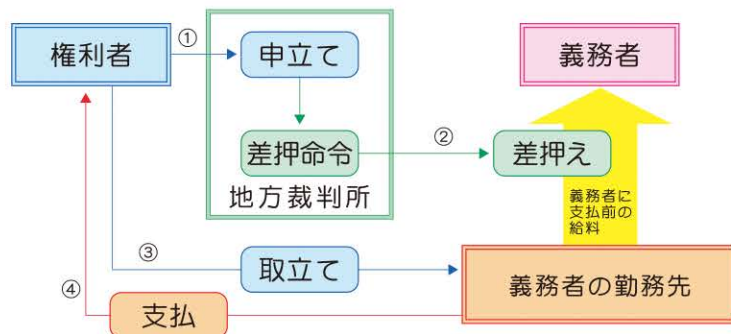 ①
権利者
申立て
義務者
差押命令
②
差押え
地方裁判所
義務者に
支払前の
給料
③
取立て
④
義務者の勤務先
支払